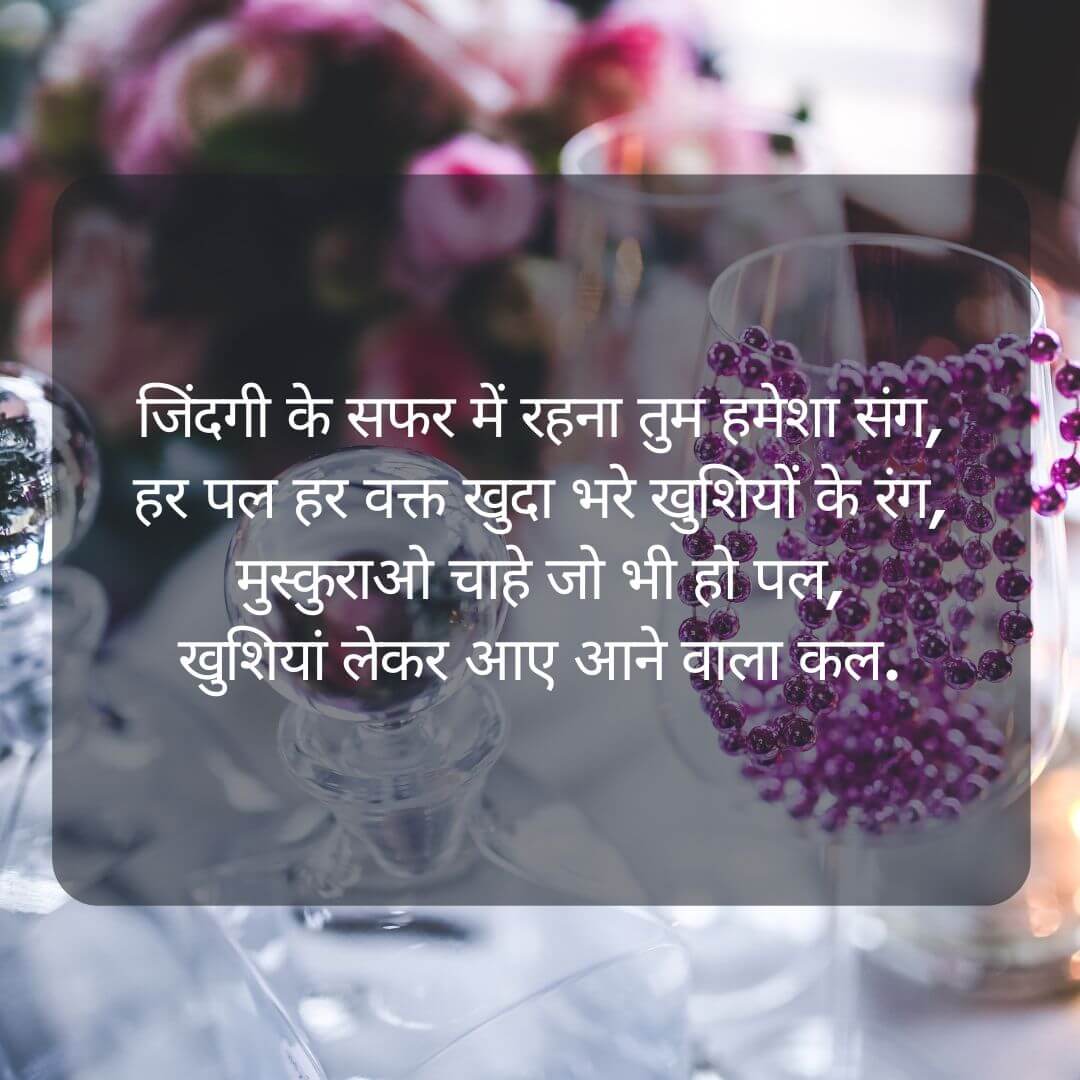 जिंदगी के सफर में रहना तुम हमेशा संग,
हर पल हर वक्त खुदा भरे खुशियों के रंग,
मुस्कुराओ चाहे जो भी हो पल,
खुशियां लेकर आए आने वाला कल.